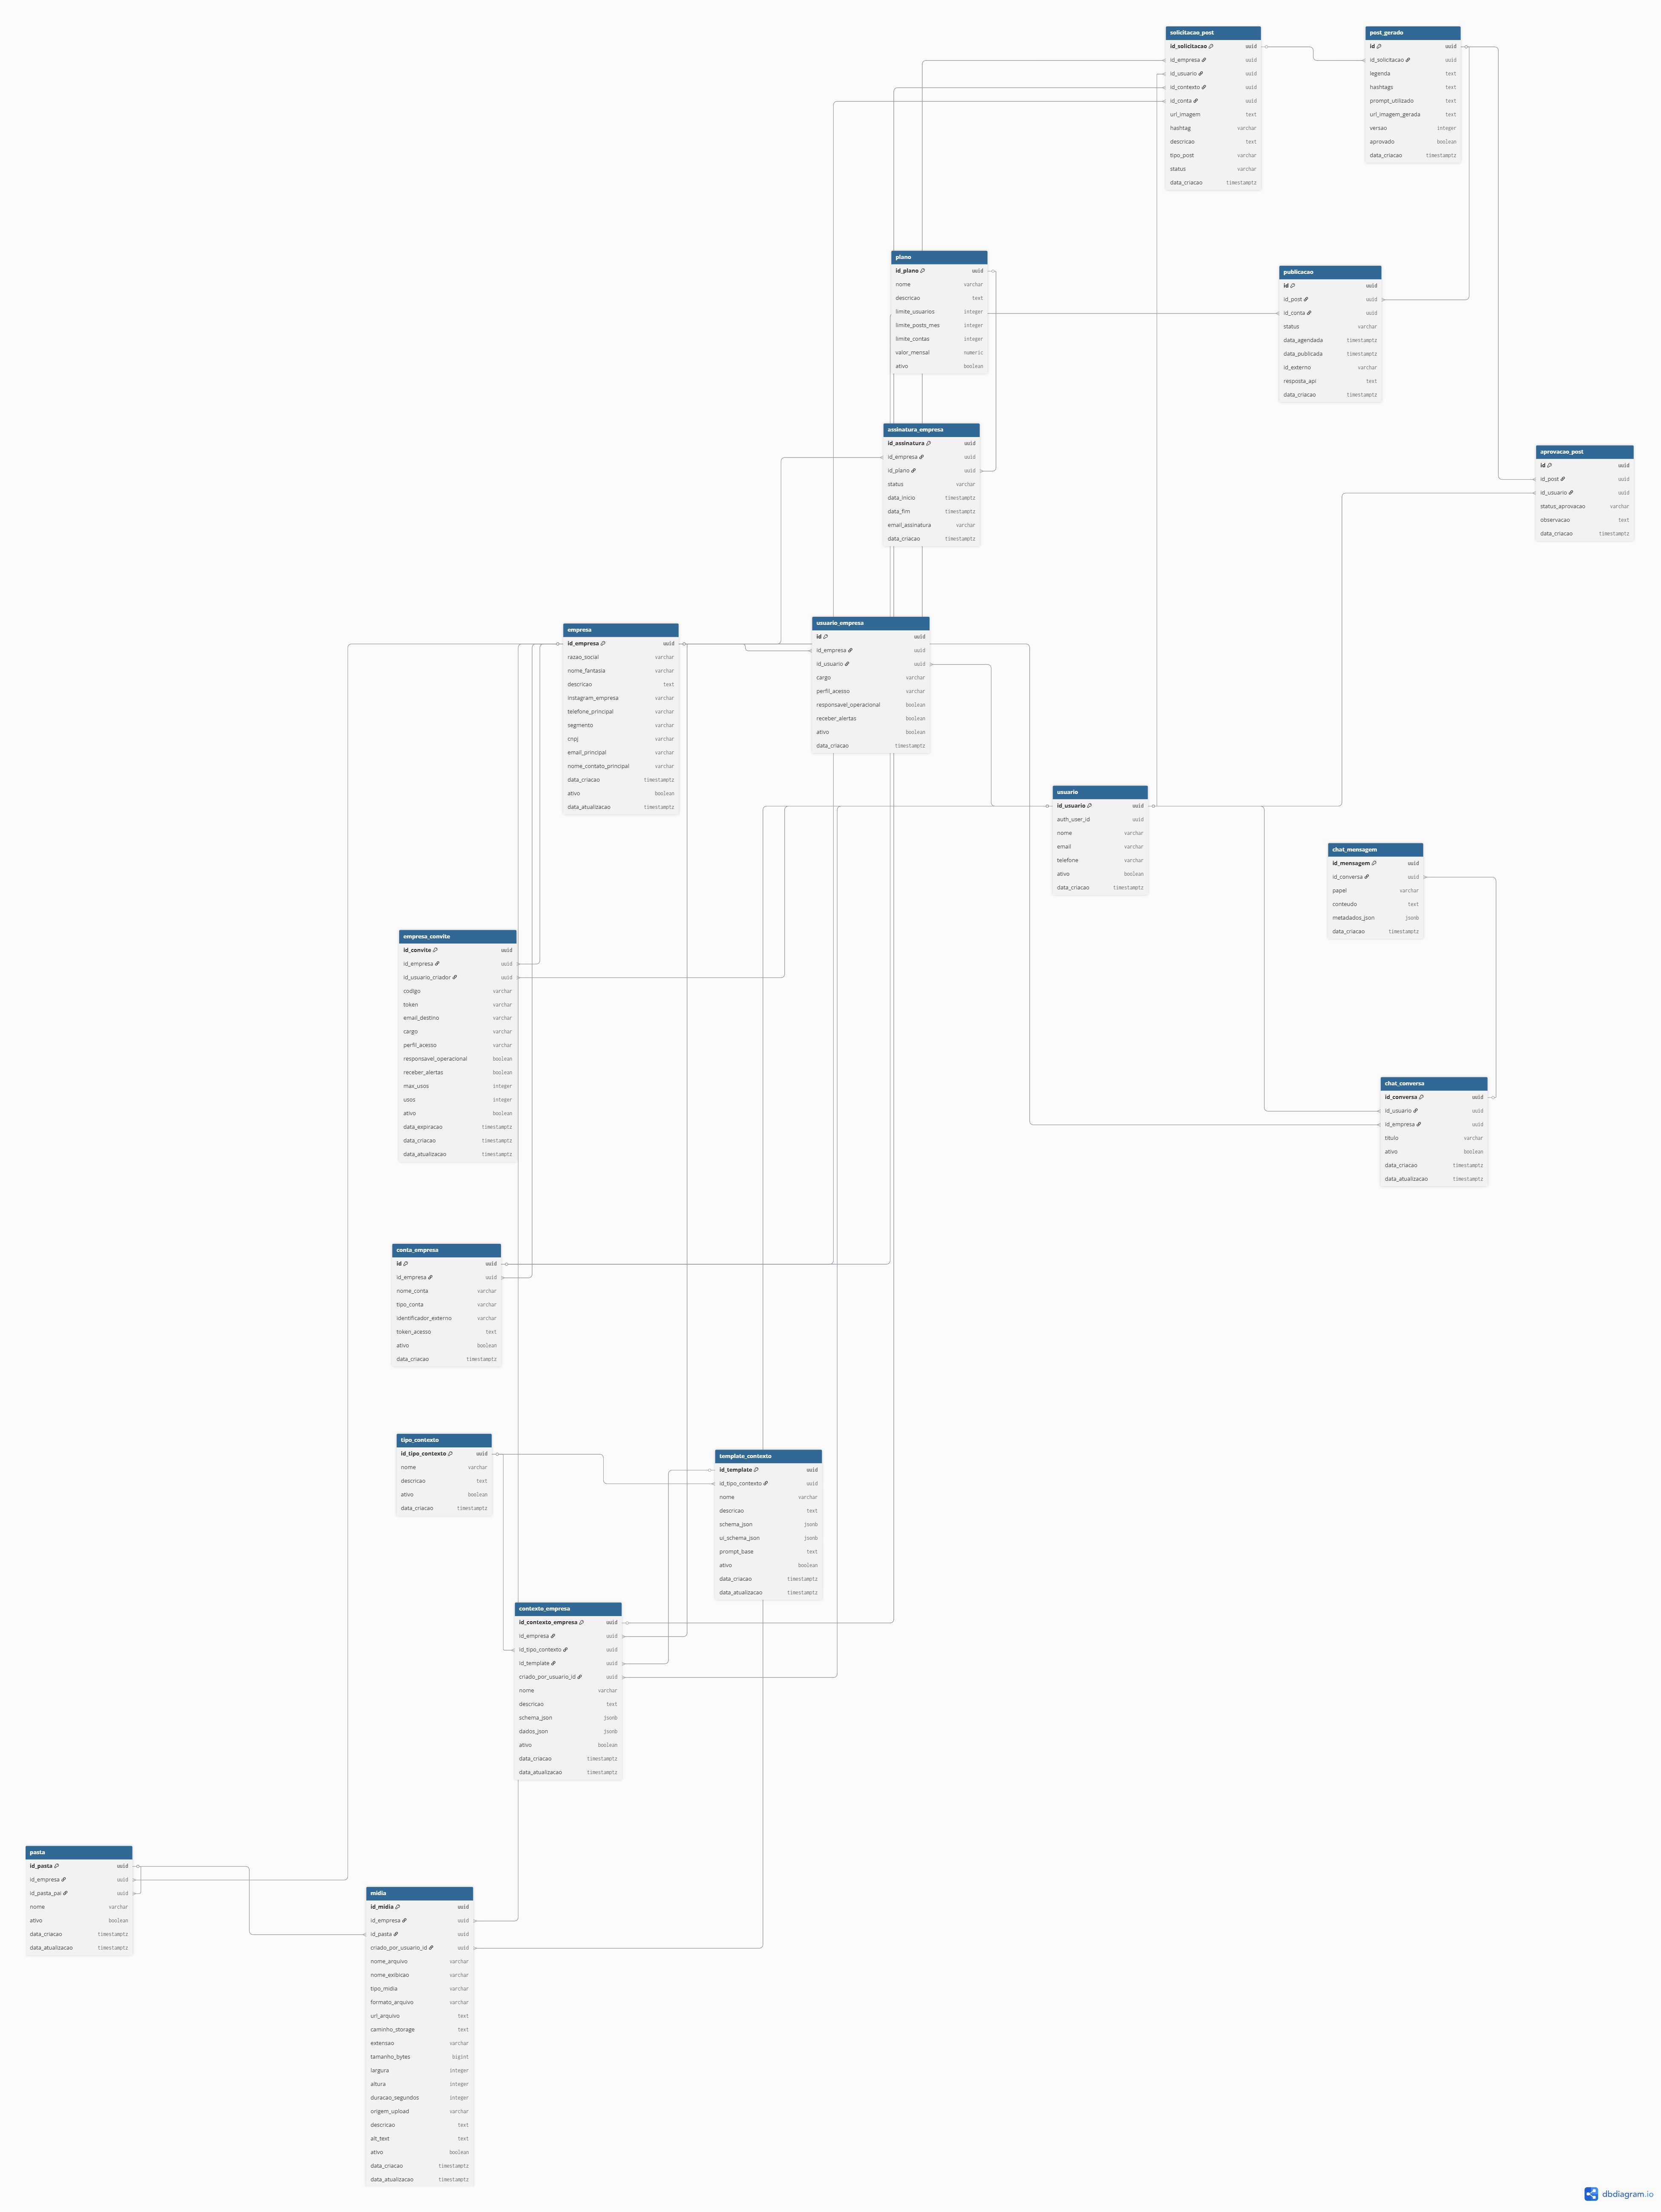 solicitacao_post
id_solicitacao uuid
id_empresa uuid
id_usuario uuid
id_contexto uuid
id_conta uuid
url_imagem text
hashtag varchar
descricao text
tipo_post varchar
status varchar
data_criacao timestamptz
post_gerado
id uuid
id_solicitacao uuid
legenda text
hashtags text
prompt_utilizado text
url_imagem_gerada text
versao integer
aprovado boolean
data_criacao timestamptz
plano
id_plano uuid
nome varchar
descricao text
limite_usuarios integer
limite_posts_mes integer
limite_contas integer
valor_mensal numeric
ativo boolean
publicacao
id uuid
id_post uuid
id_conta uuid
status varchar
data_agendada timestamptz
data_publicada timestamptz
id_externo varchar
resposta_api text
data_criacao timestamptz
assinatura_empresa
id_assinatura uuid
id_empresa uuid
id_plano uuid
status varchar
data_inicio timestamptz
data_fim timestamptz
email_assinatura varchar
data_criacao timestamptz
aprovacao_post
id uuid
id_post uuid
id_usuario uuid
status_aprovacao varchar
observacao text
data_criacao timestamptz
empresa
id_empresa uuid
razao_social varchar
nome_fantasia varchar
descricao text
instagram_empresa varchar
telefone_principal varchar
segmento varchar
cnpj varchar
email_principal varchar
nome_contato_principal varchar
data_criacao timestamptz
ativo boolean
data_atualizacao timestamptz
usuario_empresa
id uuid
id_empresa uuid
id_usuario uuid
cargo varchar
perfil_acesso varchar
responsavel_operacional boolean
receber_alertas boolean
ativo boolean
data_criacao timestamptz
usuario
id_usuario uuid
auth_user_id uuid
nome varchar
email varchar
telefone varchar
ativo boolean
data_criacao timestamptz
chat_mensagem
id_mensagem uuid
id_conversa uuid
papel varchar
conteudo text
metadados_json jsonb
data_criacao timestamptz
empresa_convite
id_convite uuid
id_empresa uuid
id_usuario_criador uuid
codigo varchar
token varchar
email_destino varchar
cargo varchar
perfil_acesso varchar
responsavel_operacional boolean
receber_alertas boolean
max_usos integer
usos integer
ativo boolean
data_expiracao timestamptz
data_criacao timestamptz
data_atualizacao timestamptz
chat_conversa
id_conversa uuid
id_usuario uuid
id_empresa uuid
titulo varchar
ativo boolean
data_criacao timestamptz
data_atualizacao timestamptz
conta_empresa
id uuid
id_empresa uuid
nome_conta varchar
tipo_conta varchar
identificador_externo varchar
token_acesso text
ativo boolean
data_criacao timestamptz
tipo_contexto
id_tipo_contexto uuid
nome varchar
descricao text
ativo boolean
data_criacao timestamptz
template_contexto
id_template uuid
id_tipo_contexto uuid
nome varchar
descricao text
schema_json jsonb
ui_schema_json jsonb
prompt_base text
ativo boolean
data_criacao timestamptz
data_atualizacao timestamptz
contexto_empresa
id_contexto_empresa uuid
id_empresa uuid
id_tipo_contexto uuid
id_template uuid
criado_por_usuario_id uuid
nome varchar
descricao text
schema_json jsonb
dados_json jsonb
ativo boolean
data_criacao timestamptz
data_atualizacao timestamptz
pasta
id_pasta uuid
id_empresa uuid
id_pasta_pai uuid
nome varchar
ativo boolean
data_criacao timestamptz
data_atualizacao timestamptz
midia
id_midia uuid
id_empresa uuid
id_pasta uuid
criado_por_usuario_id uuid
nome_arquivo varchar
nome_exibicao varchar
tipo_midia varchar
formato_arquivo varchar
url_arquivo text
caminho_storage text
extensao varchar
tamanho_bytes bigint
largura integer
altura integer
duracao_segundos integer
origem_upload varchar
descricao text
alt_text text
ativo boolean
data_criacao timestamptz
data_atualizacao timestamptz
dbdiagram.io